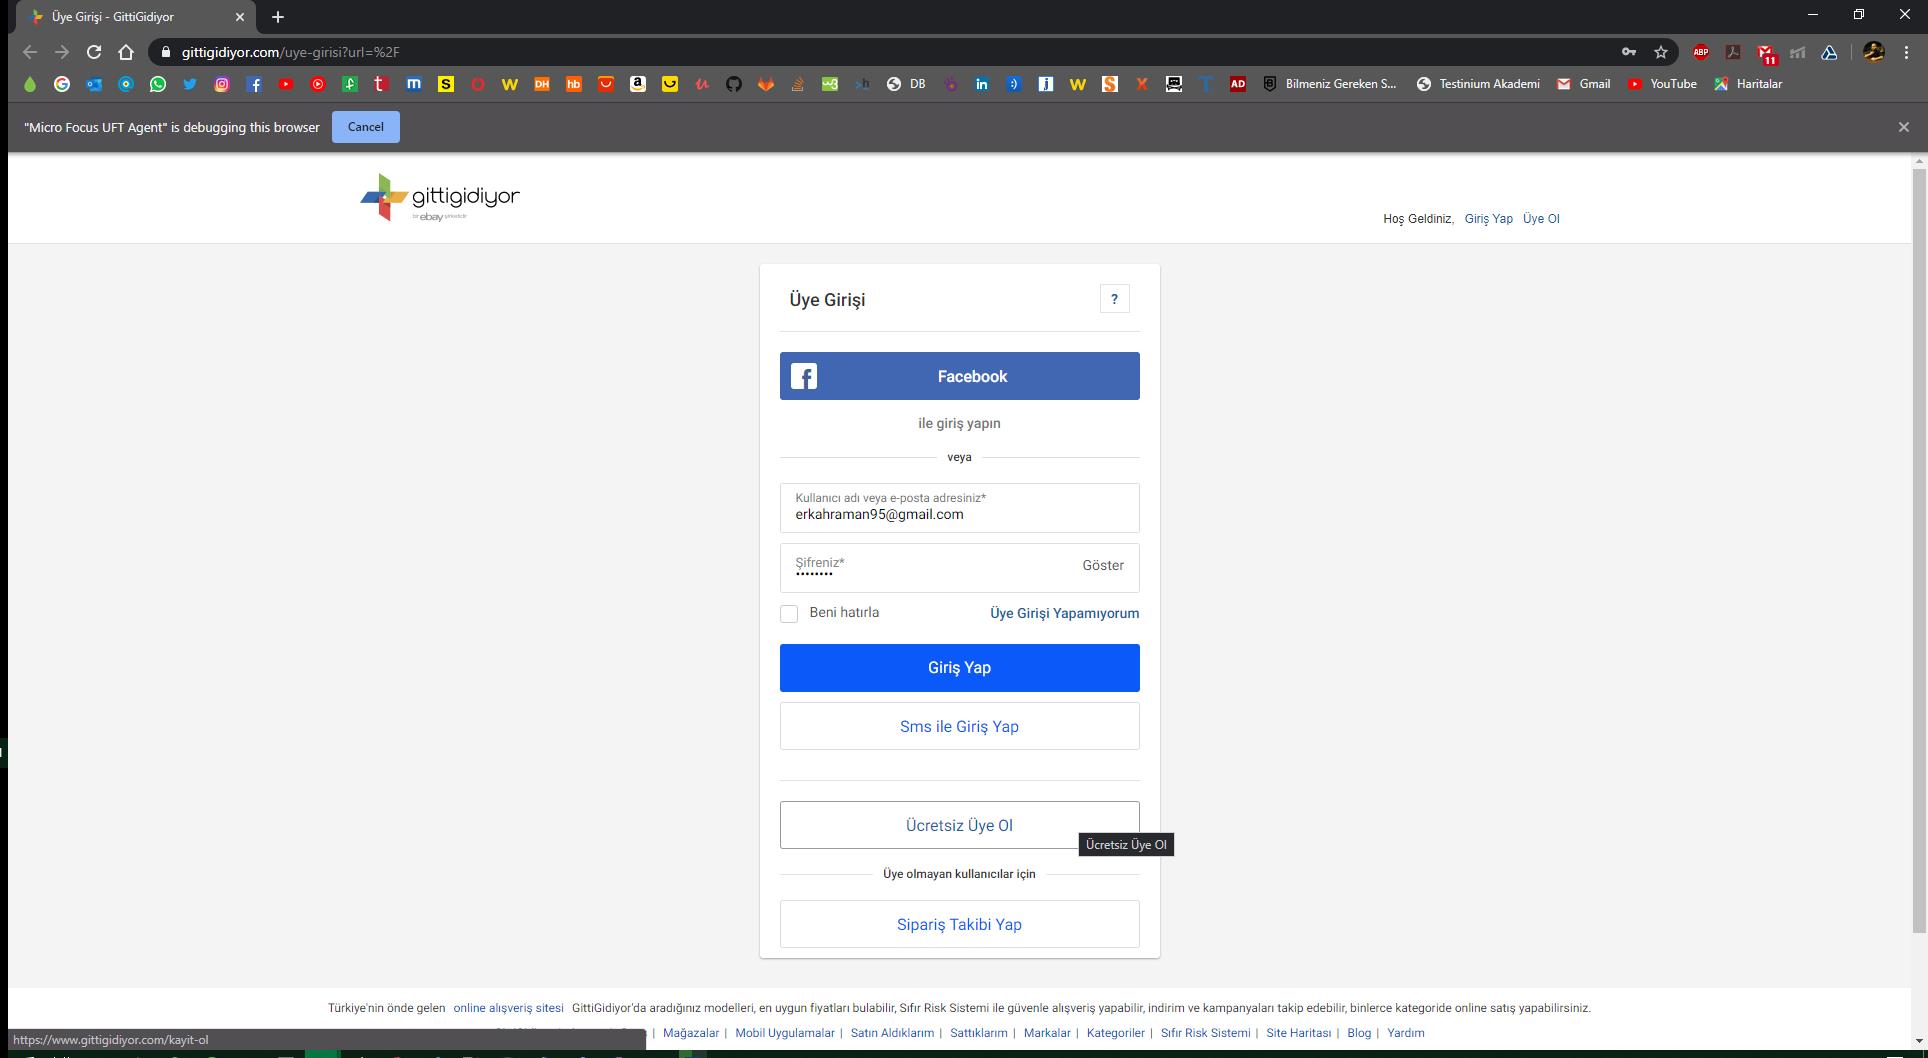 Üye Girişi - GittiGidiyor
gittigidiyor.com/uye-girisi?url=%2F
ABP
11
DB
Bilmeniz Gereken S...
Testinium Akademi
Gmail
YouTube
Haritalar
"Micro Focus UFT Agent" is debugging this browser
Cancel
gittigidiyor
bir ebay şirketidir
Hoş Geldiniz, Giriş Yap Üye Ol
Üye Girişi
?
Facebook
ile giriş yapın
veya
Kullanıcı adı veya e-posta adresiniz*
erkahraman95@gmail.com
Şifreniz*
••••••••
Göster
Beni hatırla
Üye Girişi Yapamıyorum
Giriş Yap
Sms ile Giriş Yap
Ücretsiz Üye Ol
Ücretsiz Üye Ol
Üye olmayan kullanıcılar için
Sipariş Takibi Yap
Türkiye'nin önde gelen online alışveriş sitesi GittiGidiyor'da aradığınız modelleri, en uygun fiyatları bulabilir, Sıfır Risk Sistemi ile güvenle alışveriş yapabilir, indirim ve kampanyaları takip edebilir, binlerce kategoride online satış yapabilirsiniz.
| Mağazalar | Mobil Uygulamalar | Satın Aldıklarım | Sattıklarım | Markalar | Kategoriler | Sıfır Risk Sistemi | Site Haritası | Blog | Yardım
https://www.gittigidiyor.com/kayit-ol